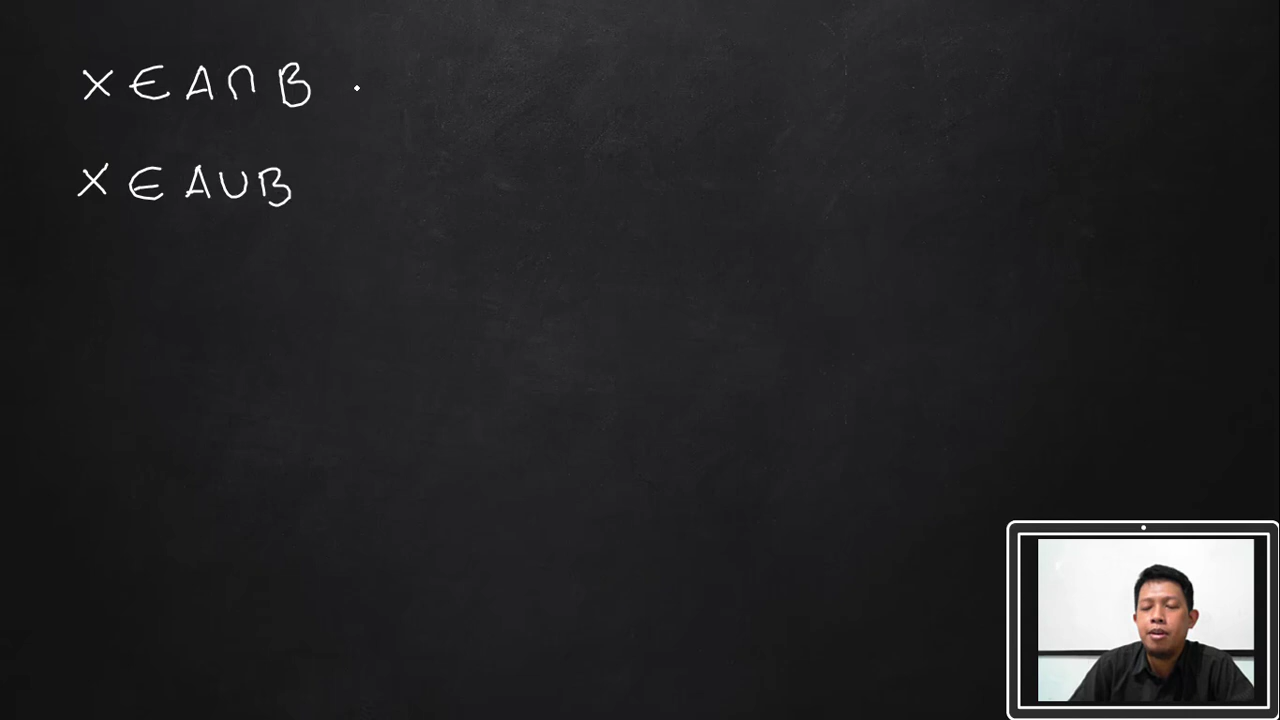 x ∈ A ∩ B
x ∈ A ∪ B